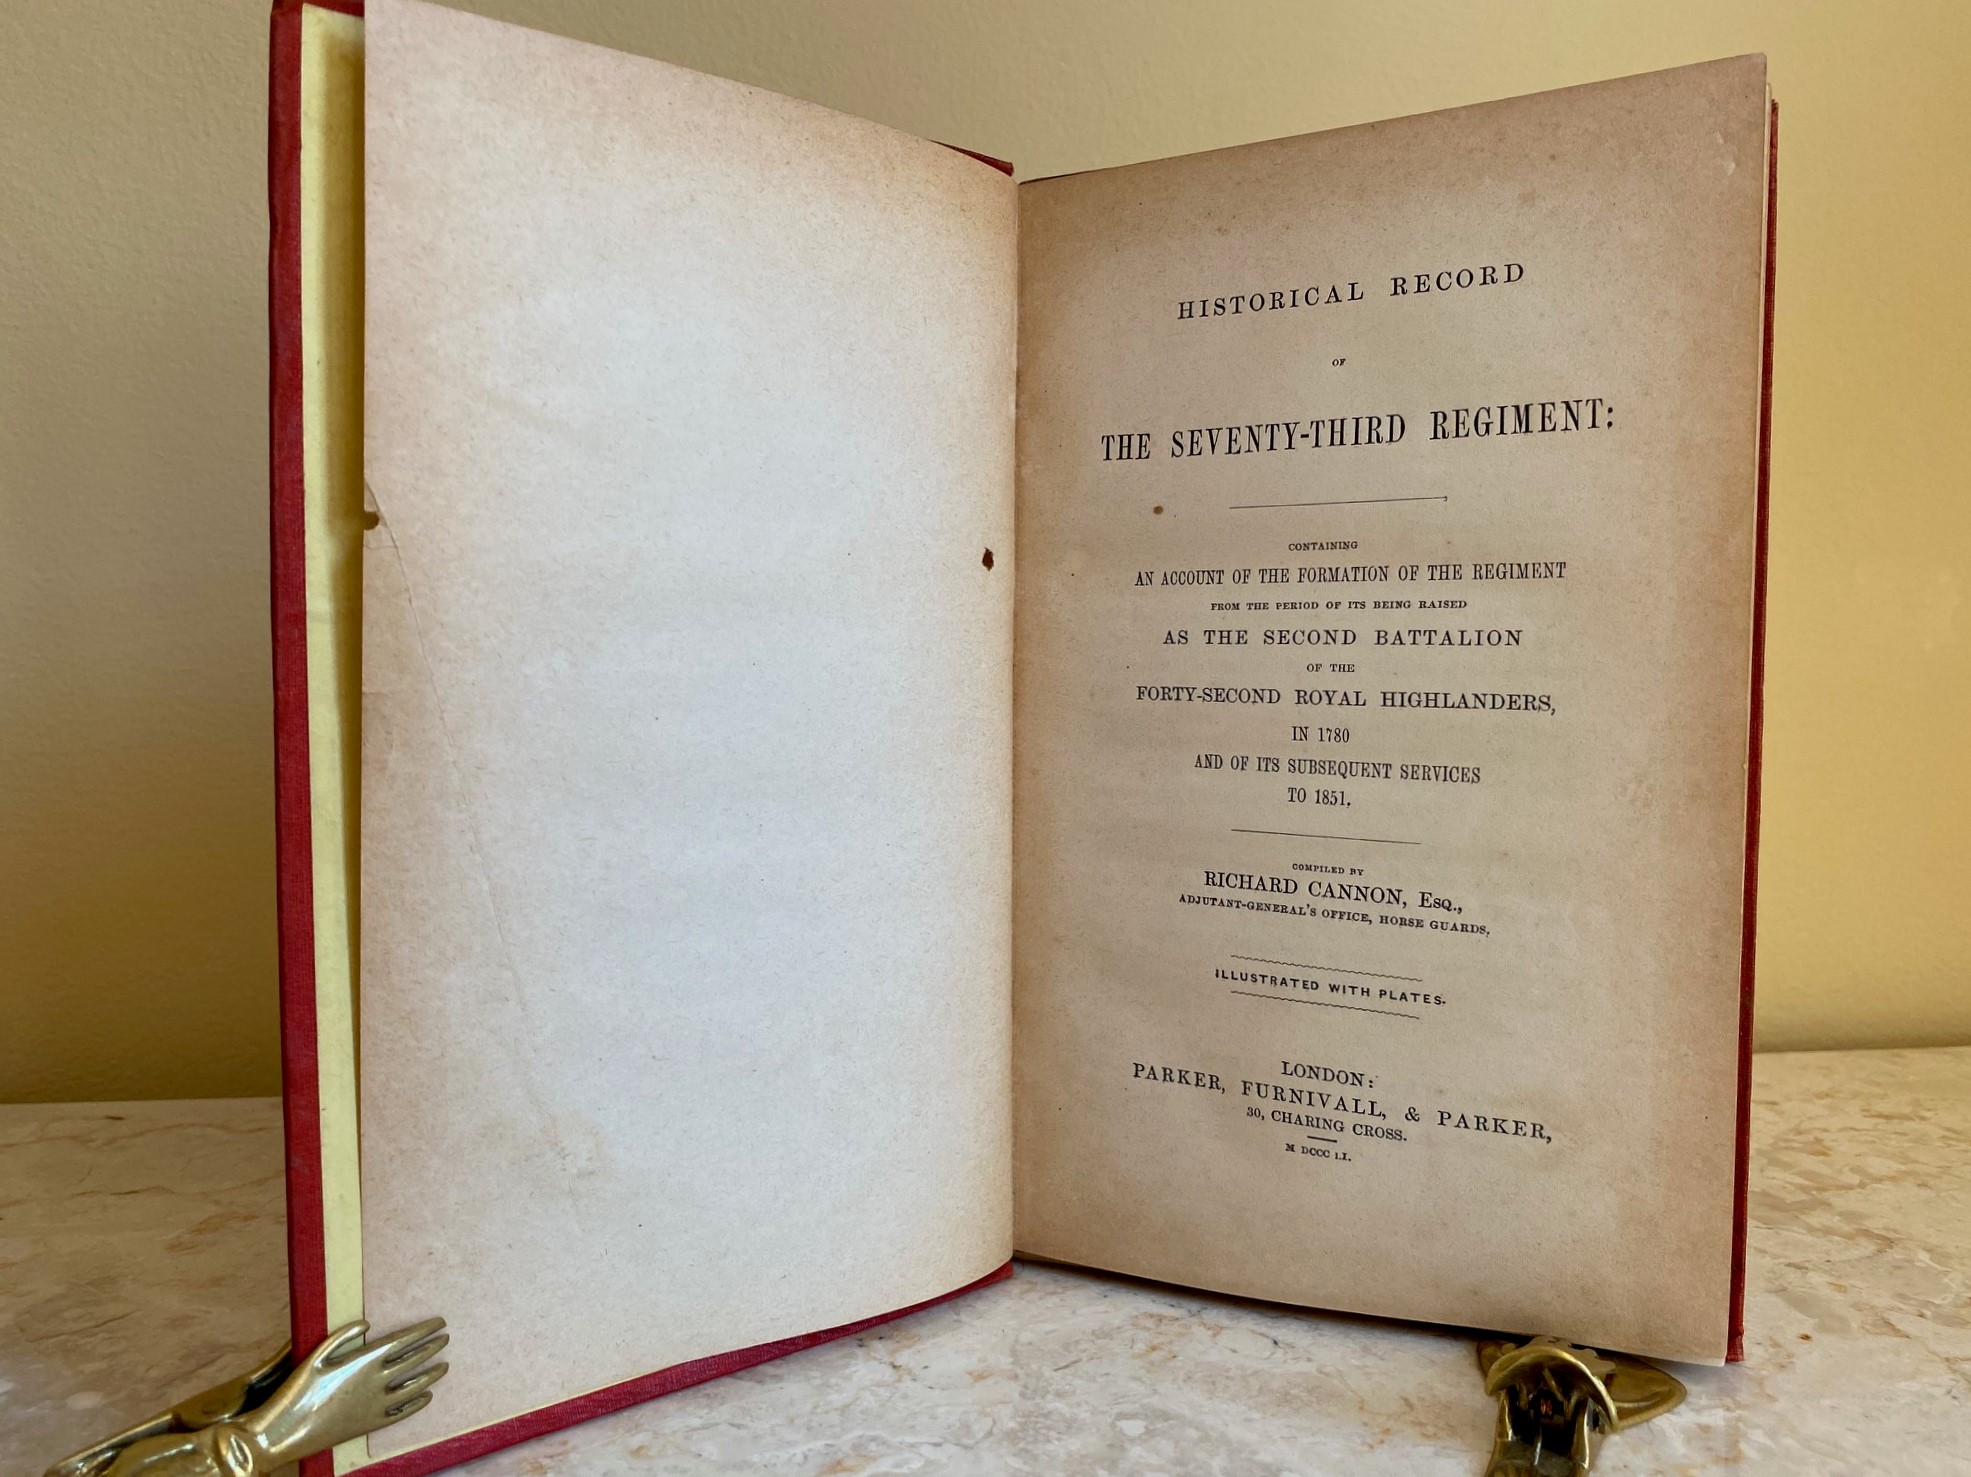 HISTORICAL RECORD
OF
THE SEVENTY-THIRD REGIMENT:
CONTAINING
AN ACCOUNT OF THE FORMATION OF THE REGIMENT
FROM THE PERIOD OF ITS BEING RAISED
AS THE SECOND BATTALION
OF THE
FORTY-SECOND ROYAL HIGHLANDERS,
IN 1780
AND OF ITS SUBSEQUENT SERVICES
TO 1851.
COMPILED BY
RICHARD CANNON, ESQ.,
ADJUTANT-GENERAL'S OFFICE, HORSE GUARDS.
ILLUSTRATED WITH PLATES.
LONDON:
PARKER, FURNIVALL, & PARKER,
30, CHARING CROSS.
M DCCC LI.